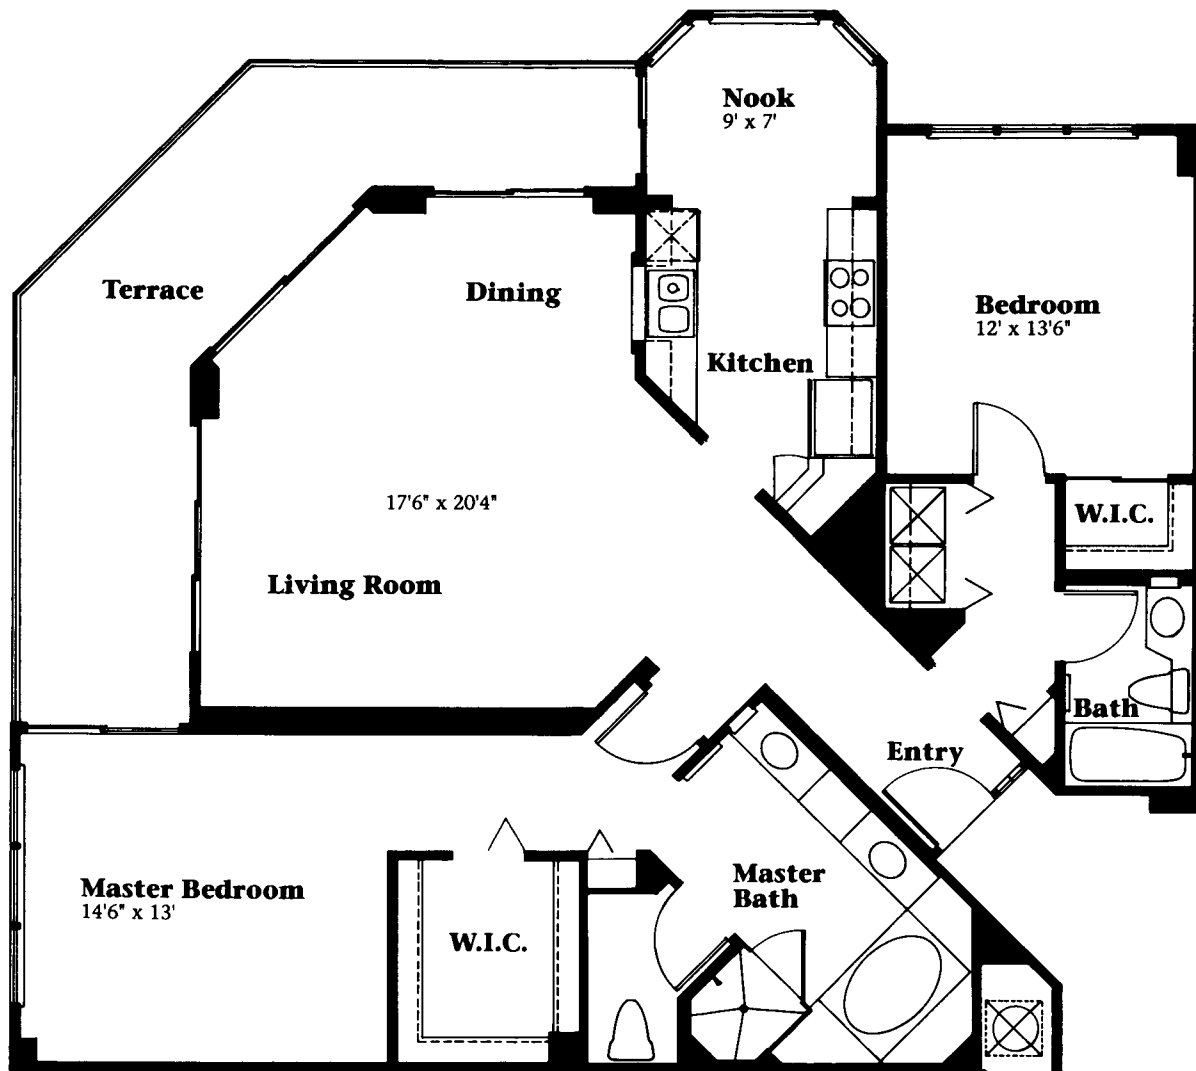 Nook
9' x 7'
Terrace
Dining
Bedroom
12' x 13'6"
Kitchen
17'6" x 20'4"
W.I.C.
Living Room
Bath
Entry
Master Bedroom
14'6" x 13'
Master
Bath
W.I.C.